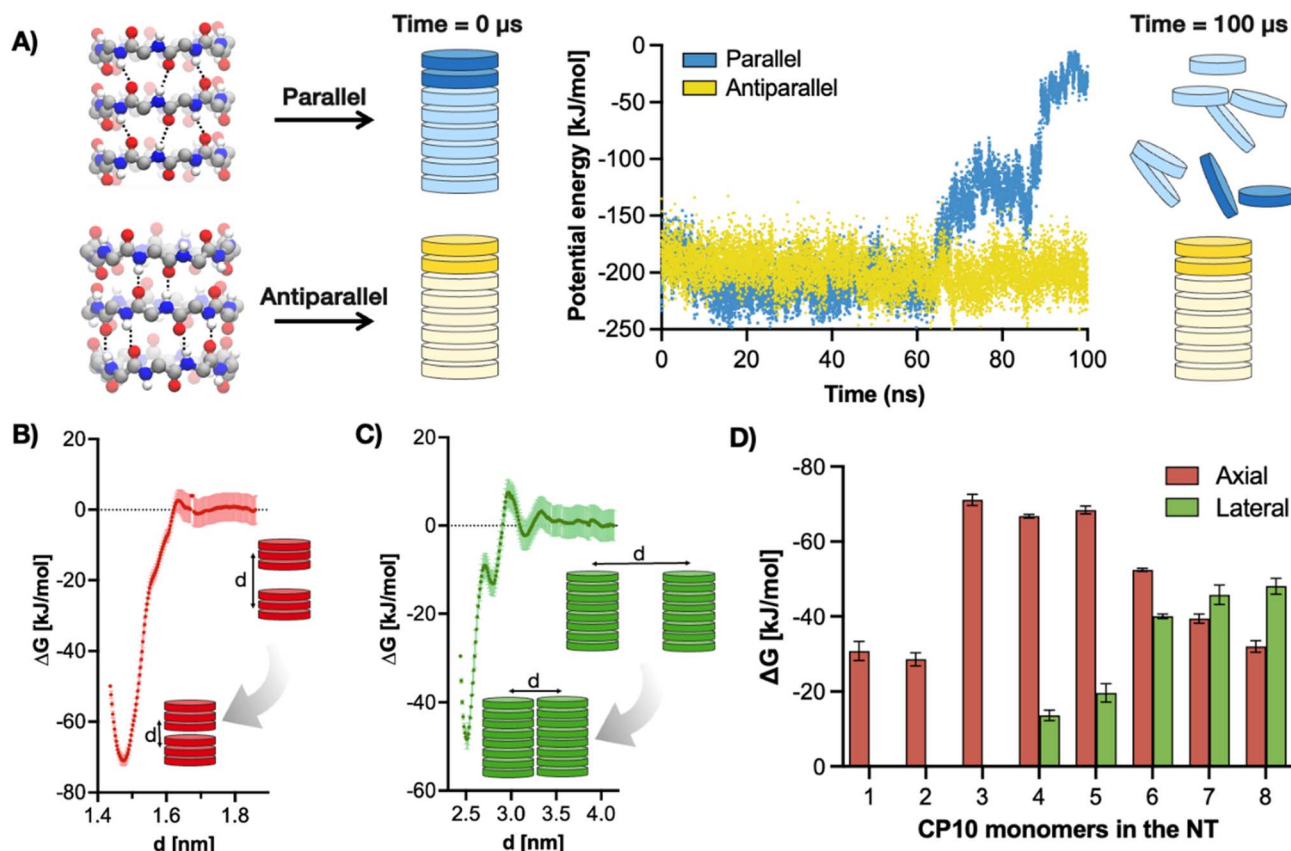 A)
Parallel
Antiparallel
Time = 0 µs
Potential energy [kJ/mol]
0
-50
-100
-150
-200
-250
Parallel
Antiparallel
0 20 40 60 80 100
Time (ns)
Time = 100 µs
B)
ΔG [kJ/mol]
20
0
-20
-40
-60
-80
d
d
1.4 1.6 1.8
d [nm]
C)
ΔG [kJ/mol]
20
0
-20
-40
-60
d
d
2.5 3.0 3.5 4.0
d [nm]
D)
ΔG [kJ/mol]
-80
-60
-40
-20
0
Axial
Lateral
1 2 3 4 5 6 7 8
CP10 monomers in the NT